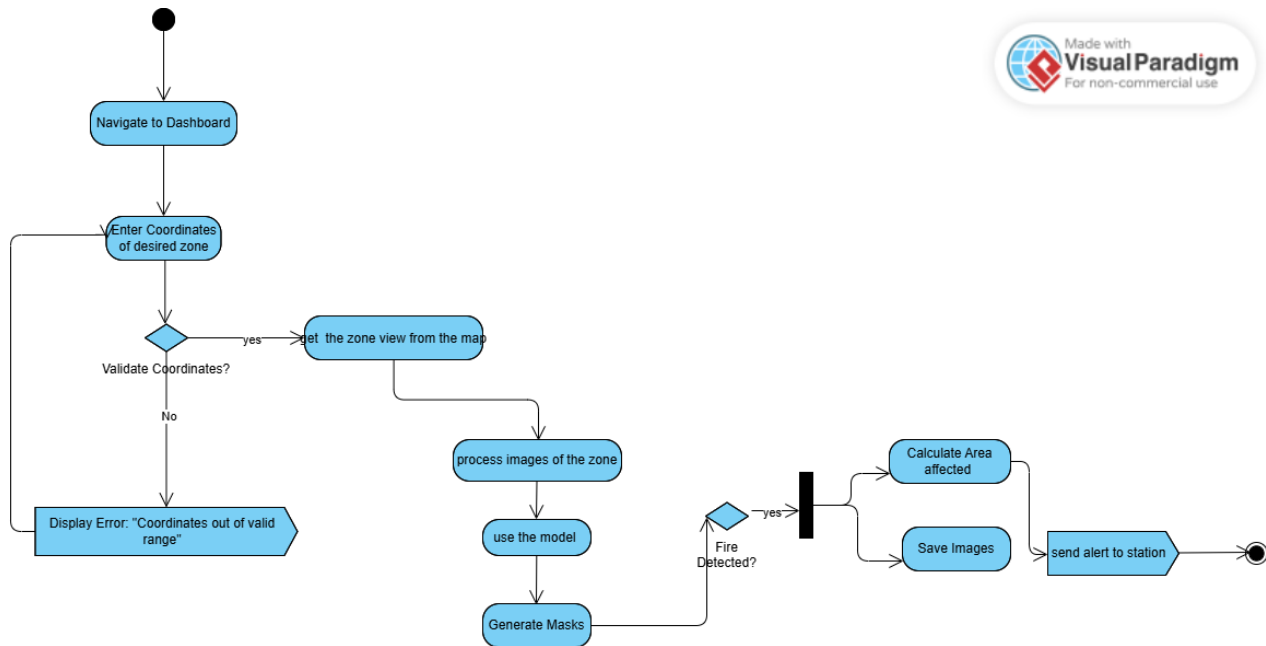 Made with
Visual Paradigm
For non-commercial use
Navigate to Dashboard
Enter Coordinates
of desired zone
yes
get the zone view from the map
Validate Coordinates?
No
Display Error: "Coordinates out of valid
range"
process images of the zone
use the model
Generate Masks
yes
Fire
Detected?
Calculate Area
affected
Save Images
send alert to station